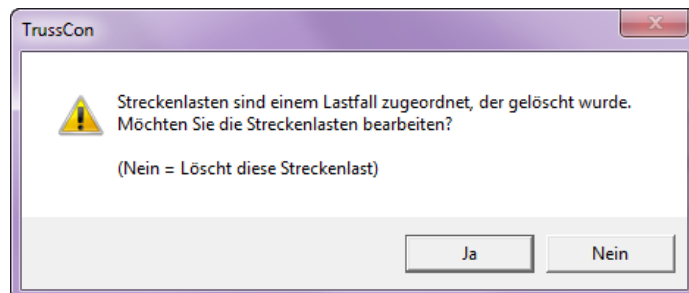 TrussCon
Streckenlasten sind einem Lastfall zugeordnet, der gelöscht wurde.
Möchten Sie die Streckenlasten bearbeiten?
(Nein = Löscht diese Streckenlast)
Ja
Nein